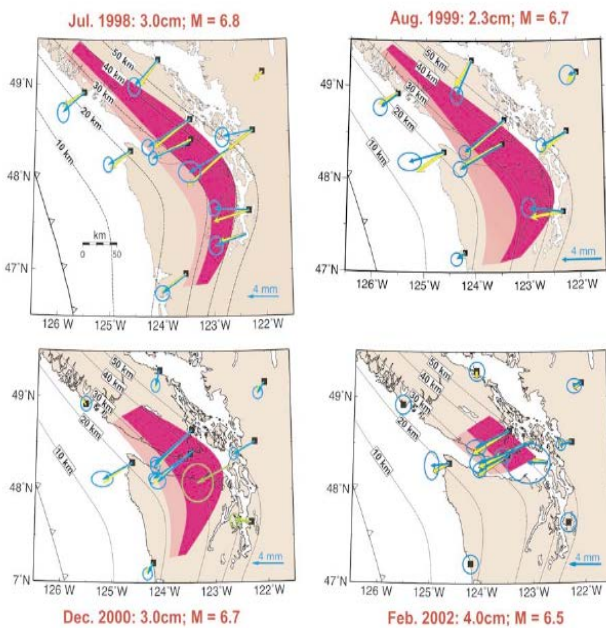 Jul. 1998: 3.0cm; M = 6.8
Aug. 1999: 2.3cm; M = 6.7
49˚N
48˚N
47˚N
50 km
40 km
30 km
20 km
10 km
km
0 50
4 mm
126˚W 125˚W 124˚W 123˚W 122˚W
49˚N
48˚N
47˚N
50 km
40 km
30 km
20 km
10 km
4 mm
126˚W 125˚W 124˚W 123˚W 122˚W
49˚N
48˚N
7˚N
50 km
40 km
30 km
20 km
10 km
4 mm
126˚W 125˚W 124˚W 123˚W 122˚W
49˚N
48˚N
47˚N
50 km
40 km
30 km
20 km
10 km
4 mm
126˚W 125˚W 124˚W 123˚W 122˚W
Dec. 2000: 3.0cm; M = 6.7
Feb. 2002: 4.0cm; M = 6.5